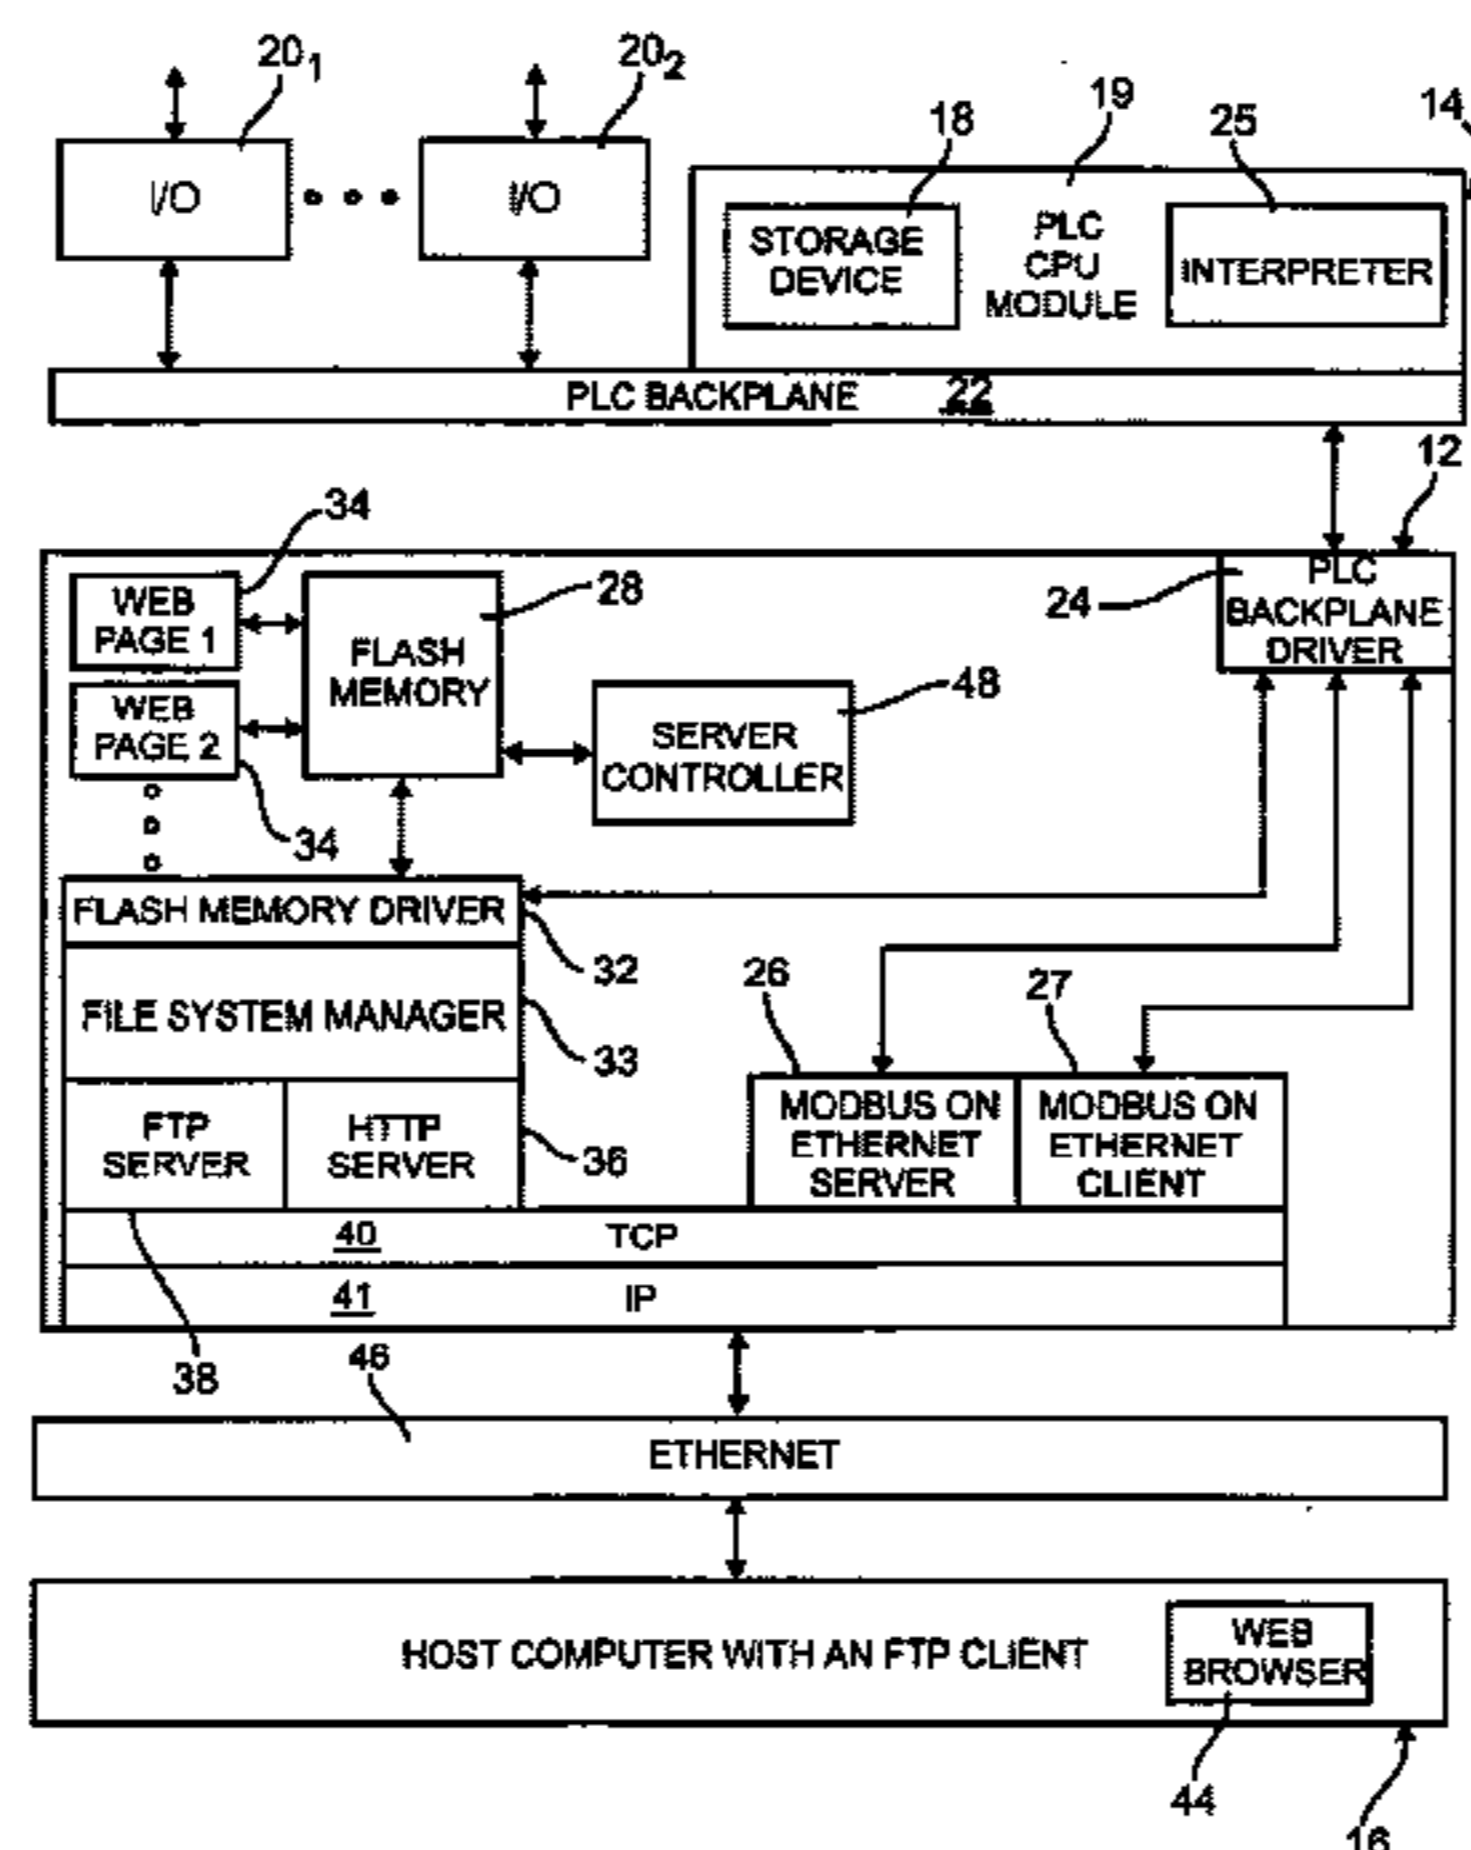 20₁
20₂
19
14
18
25
I/O
I/O
STORAGE
DEVICE
PLC
CPU
MODULE
INTERPRETER
PLC BACKPLANE 22
12
34
WEB
PAGE 1
28
FLASH
MEMORY
24
PLC
BACKPLANE
DRIVER
WEB
PAGE 2
48
SERVER
CONTROLLER
34
FLASH MEMORY DRIVER
32
26
27
FILE SYSTEM MANAGER
33
FTP
SERVER
HTTP
SERVER
36
MODBUS ON
ETHERNET
SERVER
MODBUS ON
ETHERNET
CLIENT
40 TCP
41 IP
38
46
ETHERNET
HOST COMPUTER WITH AN FTP CLIENT
WEB
BROWSER
44
16